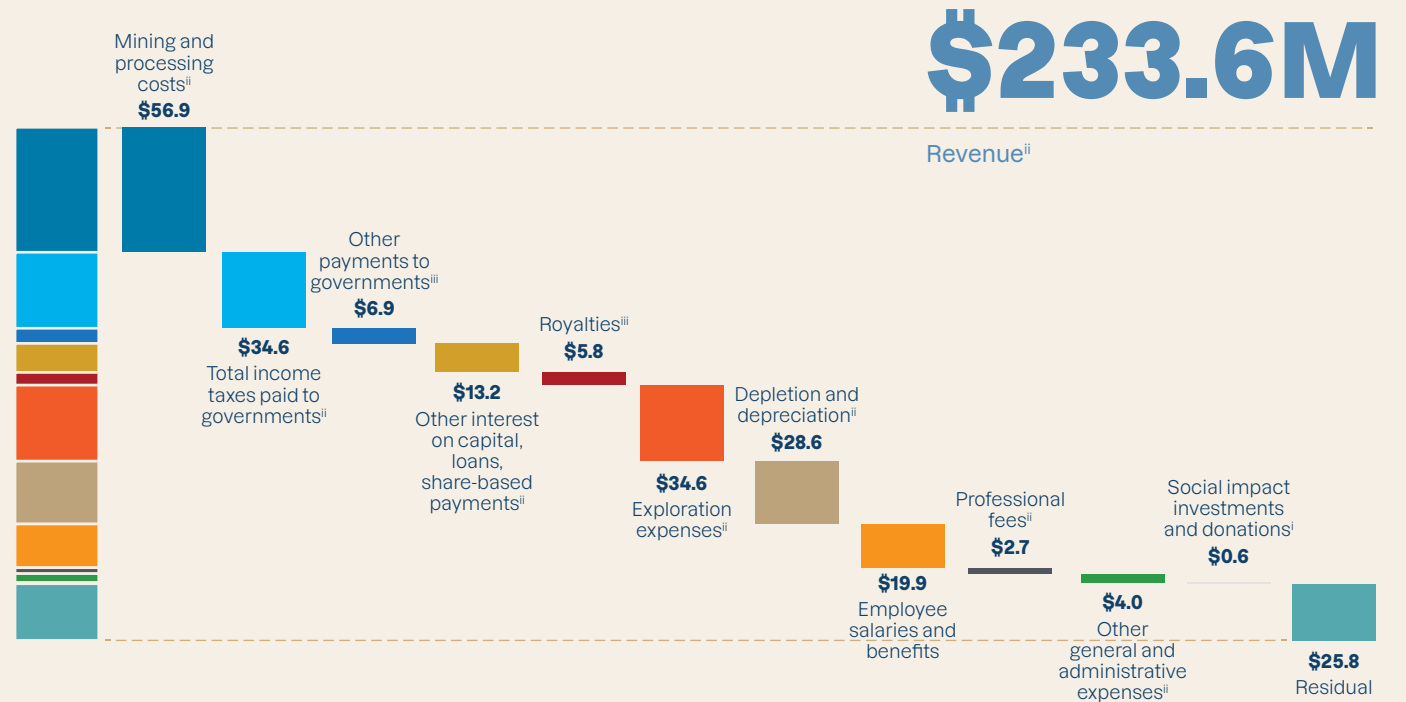 $233.6M
Revenueⁱⁱ
Mining and
processing
costsⁱⁱ
$56.9
$34.6
Total income
taxes paid to
governmentsⁱⁱ
Other
payments to
governmentsⁱⁱⁱ
$6.9
$13.2
Other interest
on capital,
loans,
share-based
paymentsⁱⁱ
Royaltiesⁱⁱⁱ
$5.8
$34.6
Exploration
expensesⁱⁱ
Depletion and
depreciationⁱⁱ
$28.6
$19.9
Employee
salaries and
benefits
Professional
feesⁱⁱ
$2.7
$4.0
Other
general and
administrative
expensesⁱⁱ
Social impact
investments
and donationsⁱ
$0.6
$25.8
Residual